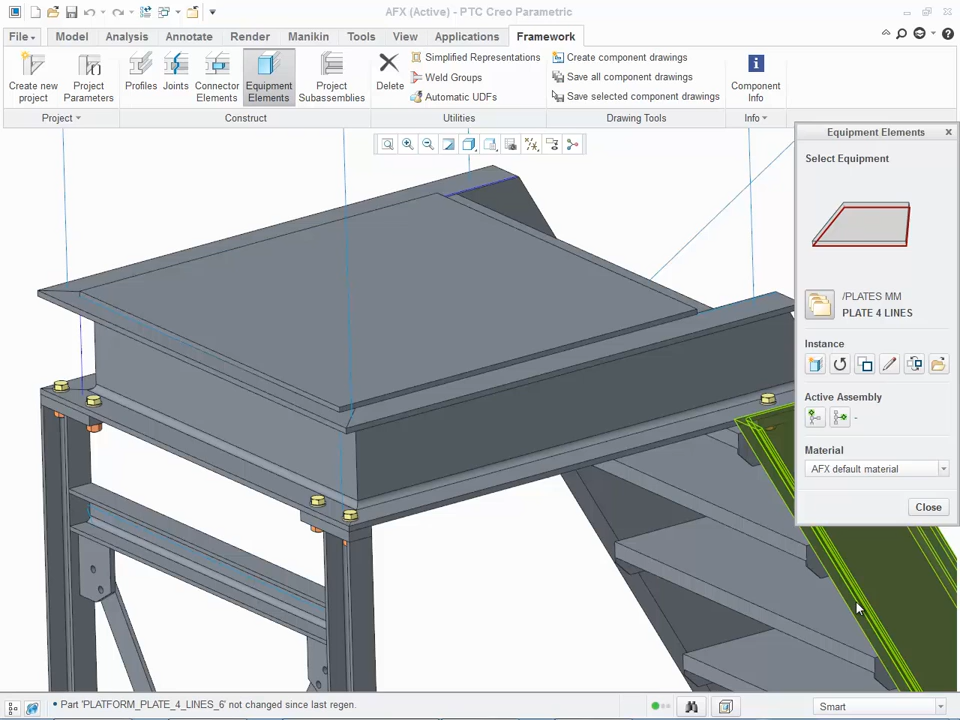 AFX (Active) - PTC Creo Parametric
File Model Analysis Annotate Render Manikin Tools View Applications Framework
Create new project
Project Parameters
Profiles
Joints
Connector Elements
Equipment Elements
Project Subassemblies
Delete
Simplified Representations
Weld Groups
Automatic UDFs
Create component drawings
Save all component drawings
Save selected component drawings
Component Info
Project Construct Utilities Drawing Tools Info
Equipment Elements
Select Equipment
/PLATES MM
PLATE 4 LINES
Instance
Active Assembly
Material
AFX default material
Close
• Part 'PLATFORM_PLATE_4_LINES_6' not changed since last regen.
Smart